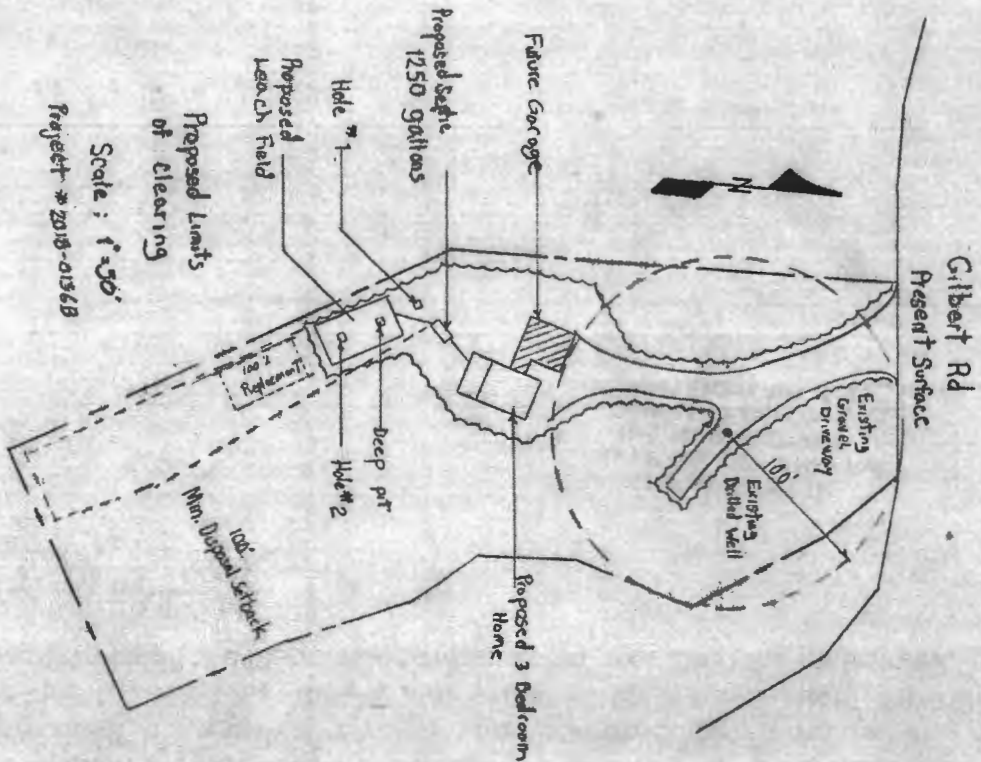 Gilbert Rd
Present Surface
N
Future Garage
Proposed Septic
1250 gallons
Hole #1
Proposed
Leach Field
Proposed Limits
of Clearing
Scale: 1"=50'
Project #2018-0136B
Existing
Gravel
Driveway
100'
Existing
Drilled Well
Proposed 3 Bedroom
Home
Deep pit
Hole #2
100%
Replacement
100'
Min. Disposal setback